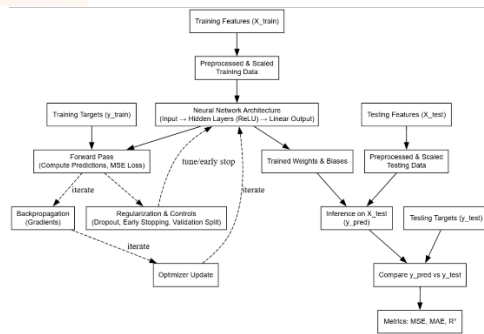 Training Features (X_train)
Preprocessed & Scaled
Training Data
Training Targets (y_train)
Neural Network Architecture
(Input → Hidden Layers (ReLU) → Linear Output)
Testing Features (X_test)
Forward Pass
(Compute Predictions, MSE Loss)
tune/early stop
Trained Weights & Biases
Preprocessed & Scaled
Testing Data
iterate
iterate
Backpropagation
(Gradients)
Regularization & Controls
(Dropout, Early Stopping, Validation Split)
Inference on X_test
(y_pred)
Testing Targets (y_test)
iterate
Optimizer Update
Compare y_pred vs y_test
Metrics: MSE, MAE, R²